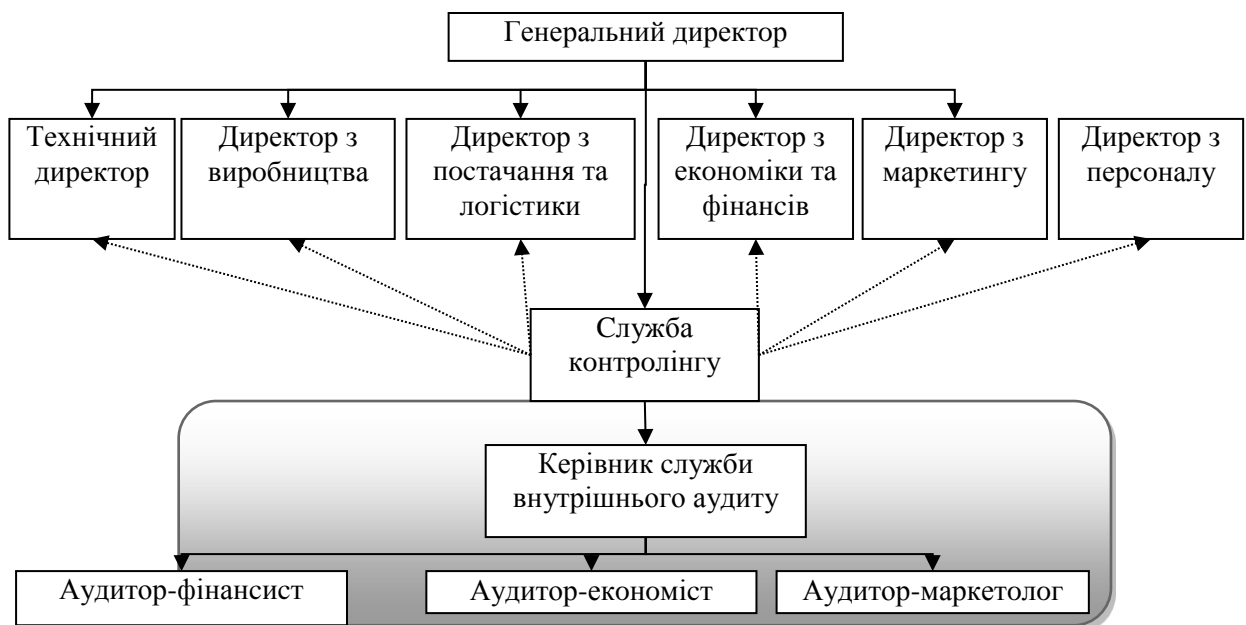 Генеральний директор
Технічний
директор
Директор з
виробництва
Директор з
постачання та
логістики
Директор з
економіки та
фінансів
Директор з
маркетингу
Директор з
персоналу
Служба
контролінгу
Керівник служби
внутрішнього аудиту
Аудитор-фінансист
Аудитор-економіст
Аудитор-маркетолог